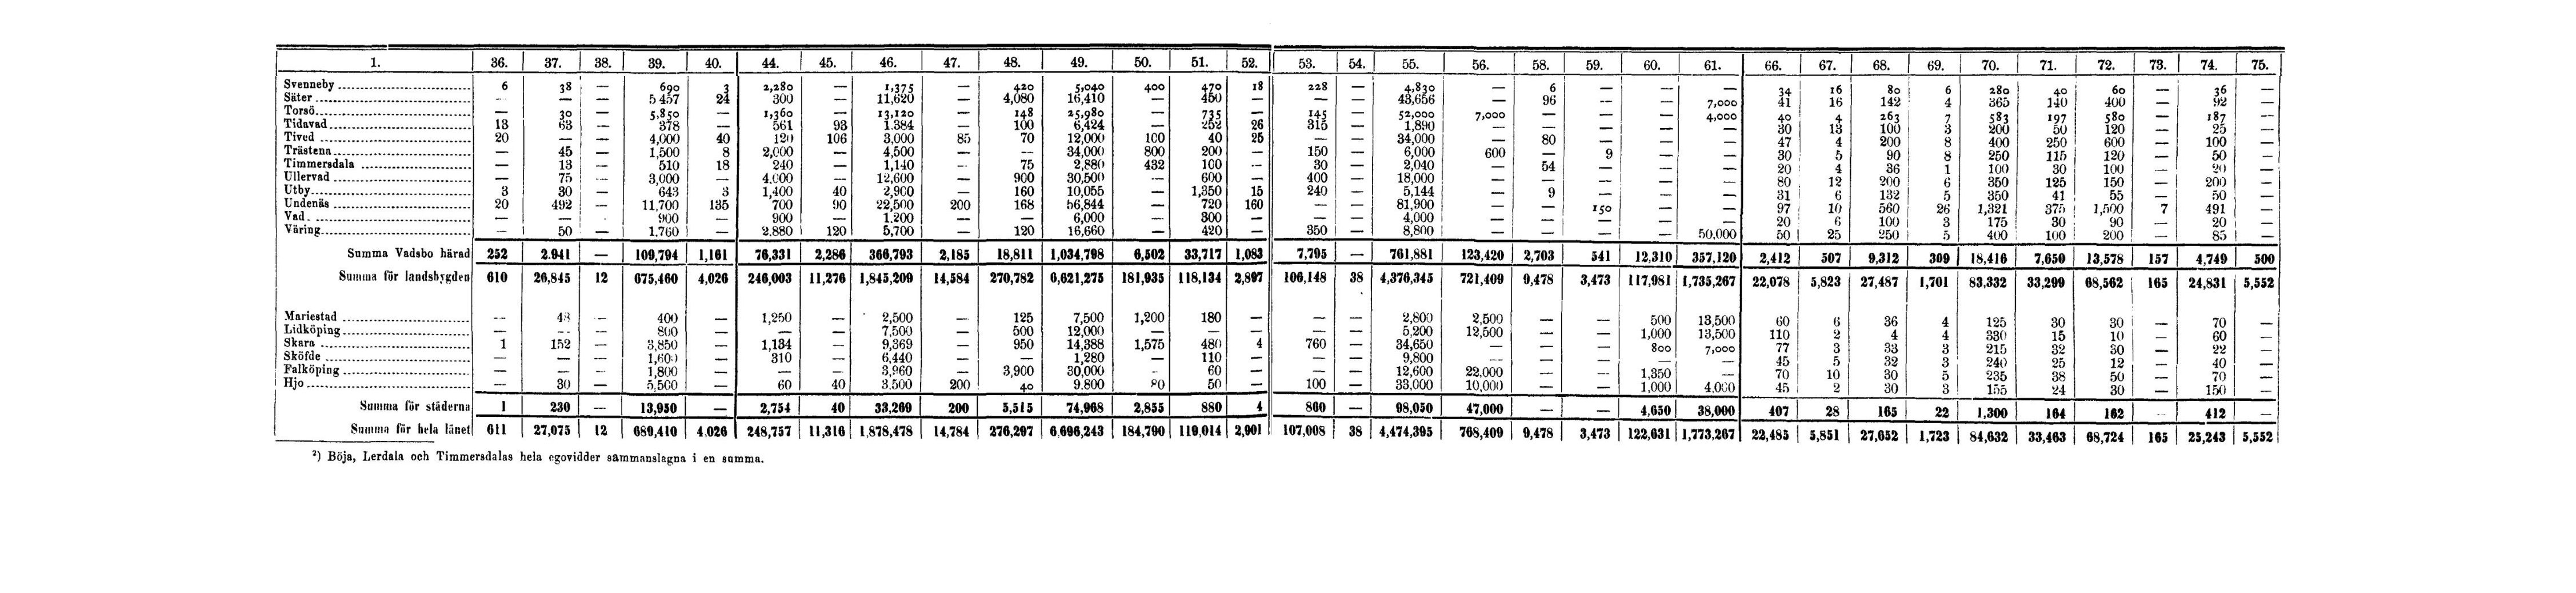 1. 36. 37. 38. 39. 40. 44. 45. 46. 47. 48. 49. 50. 51. 52. 53. 54. 55. 56. 58. 59. 60. 61. 66. 67. 68. 69. 70. 71. 72. 73. 74. 75.
Svenneby 6 38 — 690 3 2,280 — 1,375 — 420 5,040 400 470 18 228 — 4,830 — 6 — — — 34 16 80 6 280 40 60 — 36 —
Säter — — — 5 457 24 300 — 11,620 — 4,080 16,410 — 450 — — — 43,656 — 96 — — 7,000 41 16 142 4 365 140 400 — 92 —
Torsö — 30 — 5,850 — 1,360 — 13,120 — 148 25,980 — 735 — 145 — 52,000 7,000 — — — 4,000 40 4 263 7 583 197 580 — 187 —
Tidavad 13 63 — 378 — 561 93 1.384 — 100 6,424 — 252 26 315 — 1,890 — — — — — 30 13 100 3 200 50 120 — 25 —
Tived 20 — — 4,000 40 120 106 3,000 85 70 12,000 100 40 25 — — 34,000 — 80 — — — 47 4 200 8 400 250 600 — 100 —
Trästena — 45 — 1,500 8 2,000 — 4,500 — — 34,000 800 200 — 150 — 6,000 600 — 9 — — 30 5 90 8 250 115 120 — 50 —
Timmersdala — 13 — 510 18 240 — 1,140 — 75 2,880 432 100 — 30 — 2,040 — 54 — — — 20 4 36 1 100 30 100 — 20 —
Ullervad — 75 — 3,000 — 4,000 — 12,600 — 900 30,500 — 600 — 400 — 18,000 — — — — — 80 12 200 6 350 125 150 — 200 —
Utby 3 30 — 643 3 1,400 40 2,900 — 160 10,055 — 1,350 15 240 — 5,144 — 9 — — — 31 6 132 5 350 41 55 — 50 —
Undenäs 20 492 — 11,700 135 700 90 22,500 200 168 56,844 — 720 160 — — 81,900 — — 150 — — 97 10 560 26 1,321 375 1,500 7 491 —
Vad — — — 900 — 900 — 1.200 — — 6,000 — 300 — — — 4,000 — — — — — 20 6 100 3 175 30 90 — 20 —
Väring — 50 — 1,760 — 2.880 120 5,700 — 120 16,660 — 420 — 350 — 8,800 — — — — 50,000 50 25 250 5 400 100 200 — 85 —
Summa Vadsbo härad 252 2.941 — 109,794 1,161 76,331 2,286 366,793 2,185 18,811 1,034,798 6,502 33,717 1,083 7,795 — 761,881 123,420 2,703 541 12,310 357,120 2,412 507 9,312 309 18,416 7,650 13,578 157 4,749 500
Summa för landsbygden 610 26,845 12 675,460 4,026 246,003 11,276 1,845,209 14,584 270,782 6,621,275 181,935 118,134 2,897 106,148 38 4,376,345 721,409 9,478 3,473 117,981 1,735,267 22,078 5,823 27,487 1,701 83,332 33,299 68,562 165 24,831 5,552
Mariestad — 48 — 400 — 1,250 — 2,500 — 125 7,500 1,200 180 — — — 2,800 2,500 — — 500 13,500 60 6 36 4 125 30 30 — 70 —
Lidköping — — — 800 — — — 7,500 — 500 12,000 — — — — — 5,200 12,500 — — 1,000 13,500 110 2 4 4 330 15 10 — 60 —
Skara 1 152 — 3,850 — 1,134 — 9,369 — 950 14,388 1,575 480 4 760 — 34,650 — — — 800 7,000 77 3 33 3 215 32 30 — 22 —
Sköfde — — — 1,600 — 310 — 6,440 — — 1,280 — 110 — — — 9,800 — — — — — 45 5 32 3 240 25 12 — 40 —
Falköping — — — 1,800 — — — 3,960 — 3,900 30,000 — 60 — — — 12,600 22,000 — — 1,350 — 70 10 30 5 235 38 50 — 70 —
Hjo — 30 — 5,500 — 60 40 3.500 200 40 9.800 80 50 — 100 — 33,000 10,000 — — 1,000 4,000 45 2 30 3 155 24 30 — 150 —
Summa för städerna 1 230 — 13,950 — 2,754 40 33,269 200 5,515 74,968 2,855 880 4 860 — 98,050 47,000 — — 4,650 38,000 407 28 165 22 1,300 164 162 — 412 —
Summa för hela länet 611 27,075 12 689,410 4,026 248,757 11,316 1,878,478 14,784 276,297 6,696,243 184,790 119,014 2,901 107,008 38 4,474,395 768,409 9,478 3,473 122,631 1,773,267 22,485 5,851 27,652 1,723 84,632 33,463 68,724 165 25,243 5,552
²) Böja, Lerdala och Timmersdalas hela egovidder sammanslagna i en summa.